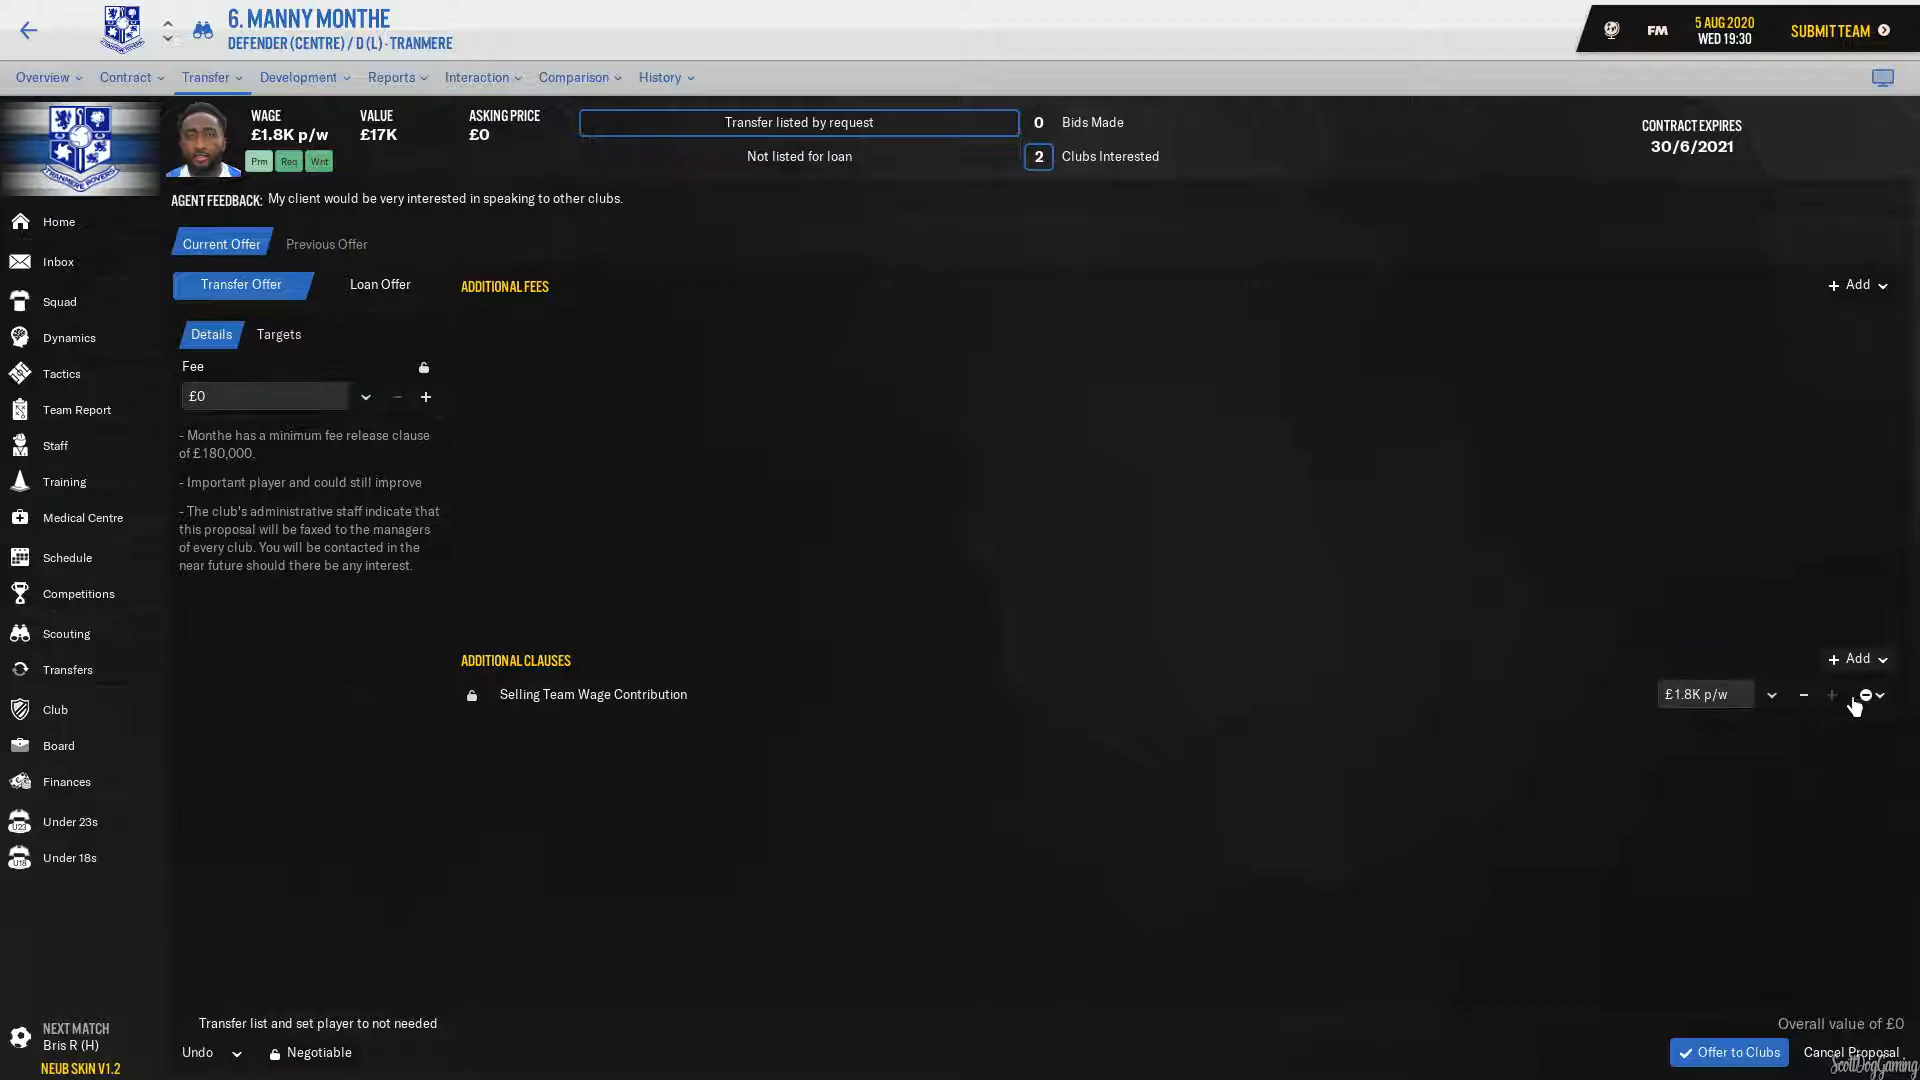 6. MANNY MONTHE
DEFENDER (CENTRE) / D (L) - TRANMERE
FM
5 AUG 2020
WED 19:30
SUBMIT TEAM
Overview
Contract
Transfer
Development
Reports
Interaction
Comparison
History
WAGE
£1.8K p/w
VALUE
£17K
ASKING PRICE
£0
Prm
Req
Wnt
Transfer listed by request
Not listed for loan
0 Bids Made
2 Clubs Interested
CONTRACT EXPIRES
30/6/2021
TRANMERE ROVERS
AGENT FEEDBACK: My client would be very interested in speaking to other clubs.
Current Offer
Previous Offer
Transfer Offer
Loan Offer
ADDITIONAL FEES
+ Add
Details
Targets
Fee
£0
- Monthe has a minimum fee release clause
of £180,000.
- Important player and could still improve
- The club's administrative staff indicate that
this proposal will be faxed to the managers
of every club. You will be contacted in the
near future should there be any interest.
ADDITIONAL CLAUSES
+ Add
Selling Team Wage Contribution
£1.8K p/w
Home
Inbox
Squad
Dynamics
Tactics
Team Report
Staff
Training
Medical Centre
Schedule
Competitions
Scouting
Transfers
Club
Board
Finances
U23
Under 23s
U18
Under 18s
NEXT MATCH
Bris R (H)
NEUB SKIN V1.2
Transfer list and set player to not needed
Undo
Negotiable
Overall value of £0
Offer to Clubs
Cancel Proposal
ScottDogGaming